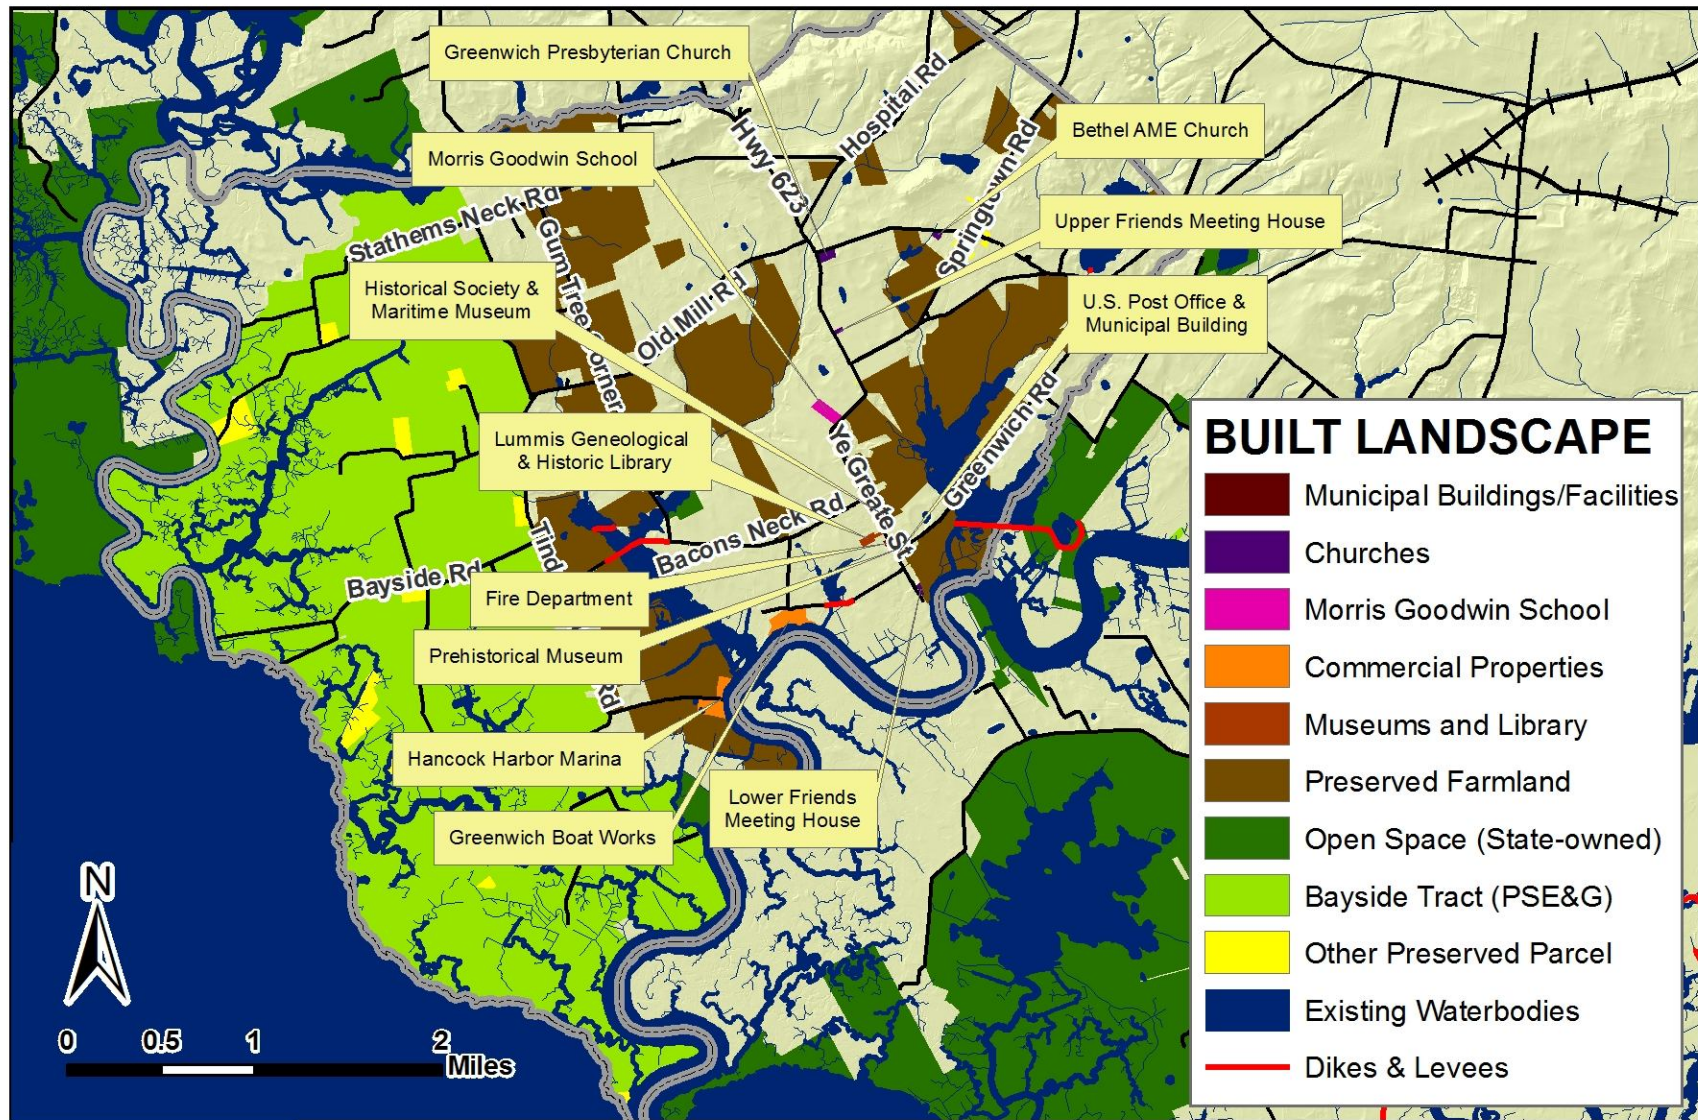 Greenwich Presbyterian Church
Hospital Rd
Hwy 623
Bethel AME Church
Morris Goodwin School
Springtown Rd
Stathems Neck Rd
Upper Friends Meeting House
Gum Tree Corner
Historical Society &
Maritime Museum
Old Mill Rd
U.S. Post Office &
Municipal Building
Greenwich Rd
Lummis Geneological
& Historic Library
Ye Greate St
Bacons Neck Rd
Tind
Rd
Bayside Rd
Fire Department
Prehistorical Museum
Hancock Harbor Marina
Lower Friends
Meeting House
Greenwich Boat Works
N
0 0.5 1 2
Miles
BUILT LANDSCAPE
Municipal Buildings/Facilities
Churches
Morris Goodwin School
Commercial Properties
Museums and Library
Preserved Farmland
Open Space (State-owned)
Bayside Tract (PSE&G)
Other Preserved Parcel
Existing Waterbodies
Dikes & Levees